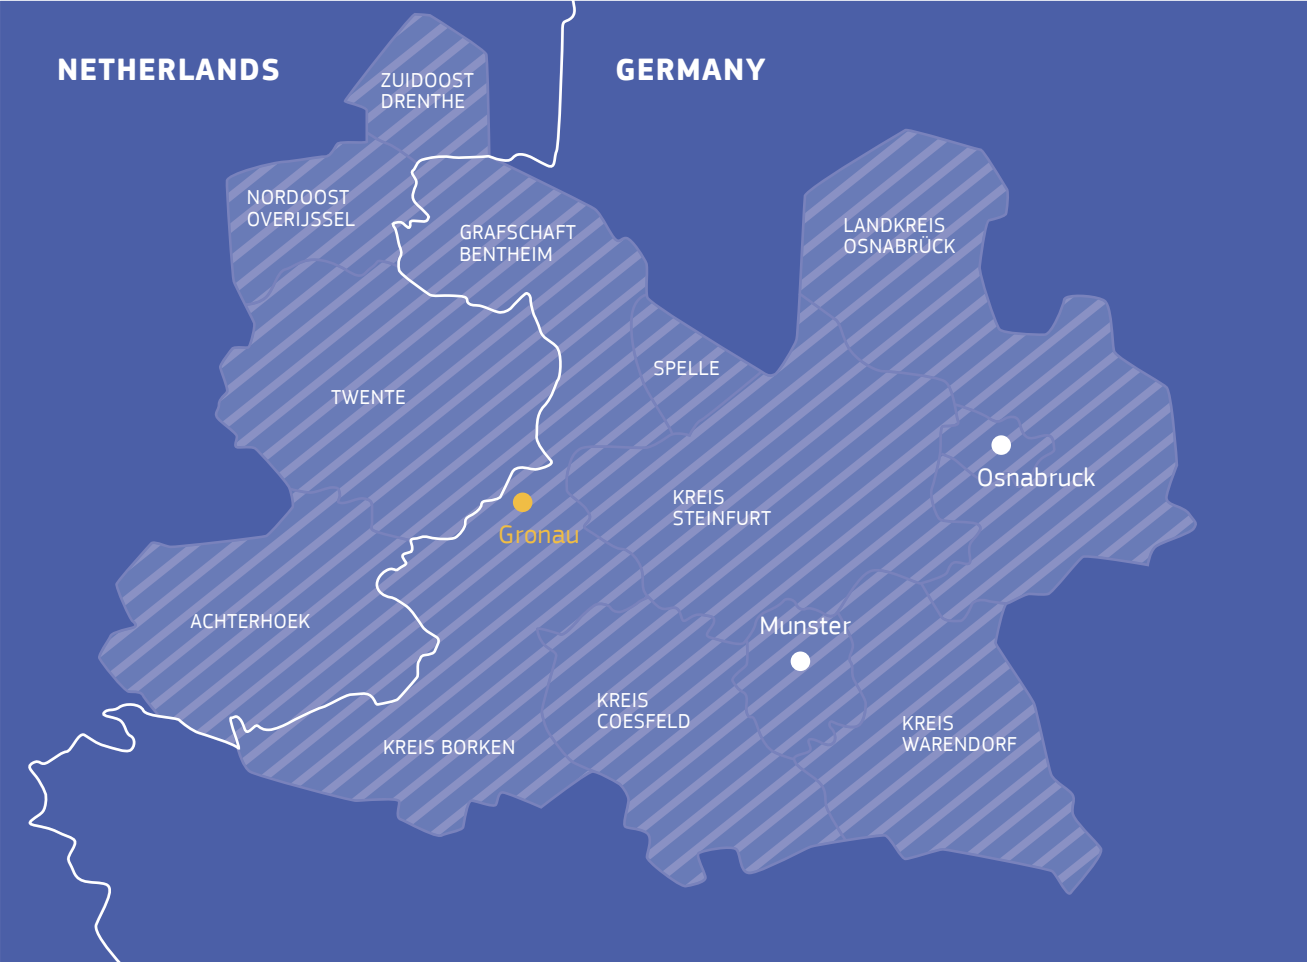 NETHERLANDS
GERMANY
ZUIDOOST
DRENTHE
NORDOOST
OVERIJSSEL
GRAFSCHAFT
BENTHEIM
LANDKREIS
OSNABRÜCK
SPELLE
TWENTE
Osnabruck
KREIS
STEINFURT
Gronau
ACHTERHOEK
Munster
KREIS
COESFELD
KREIS
WARENDORF
KREIS BORKEN